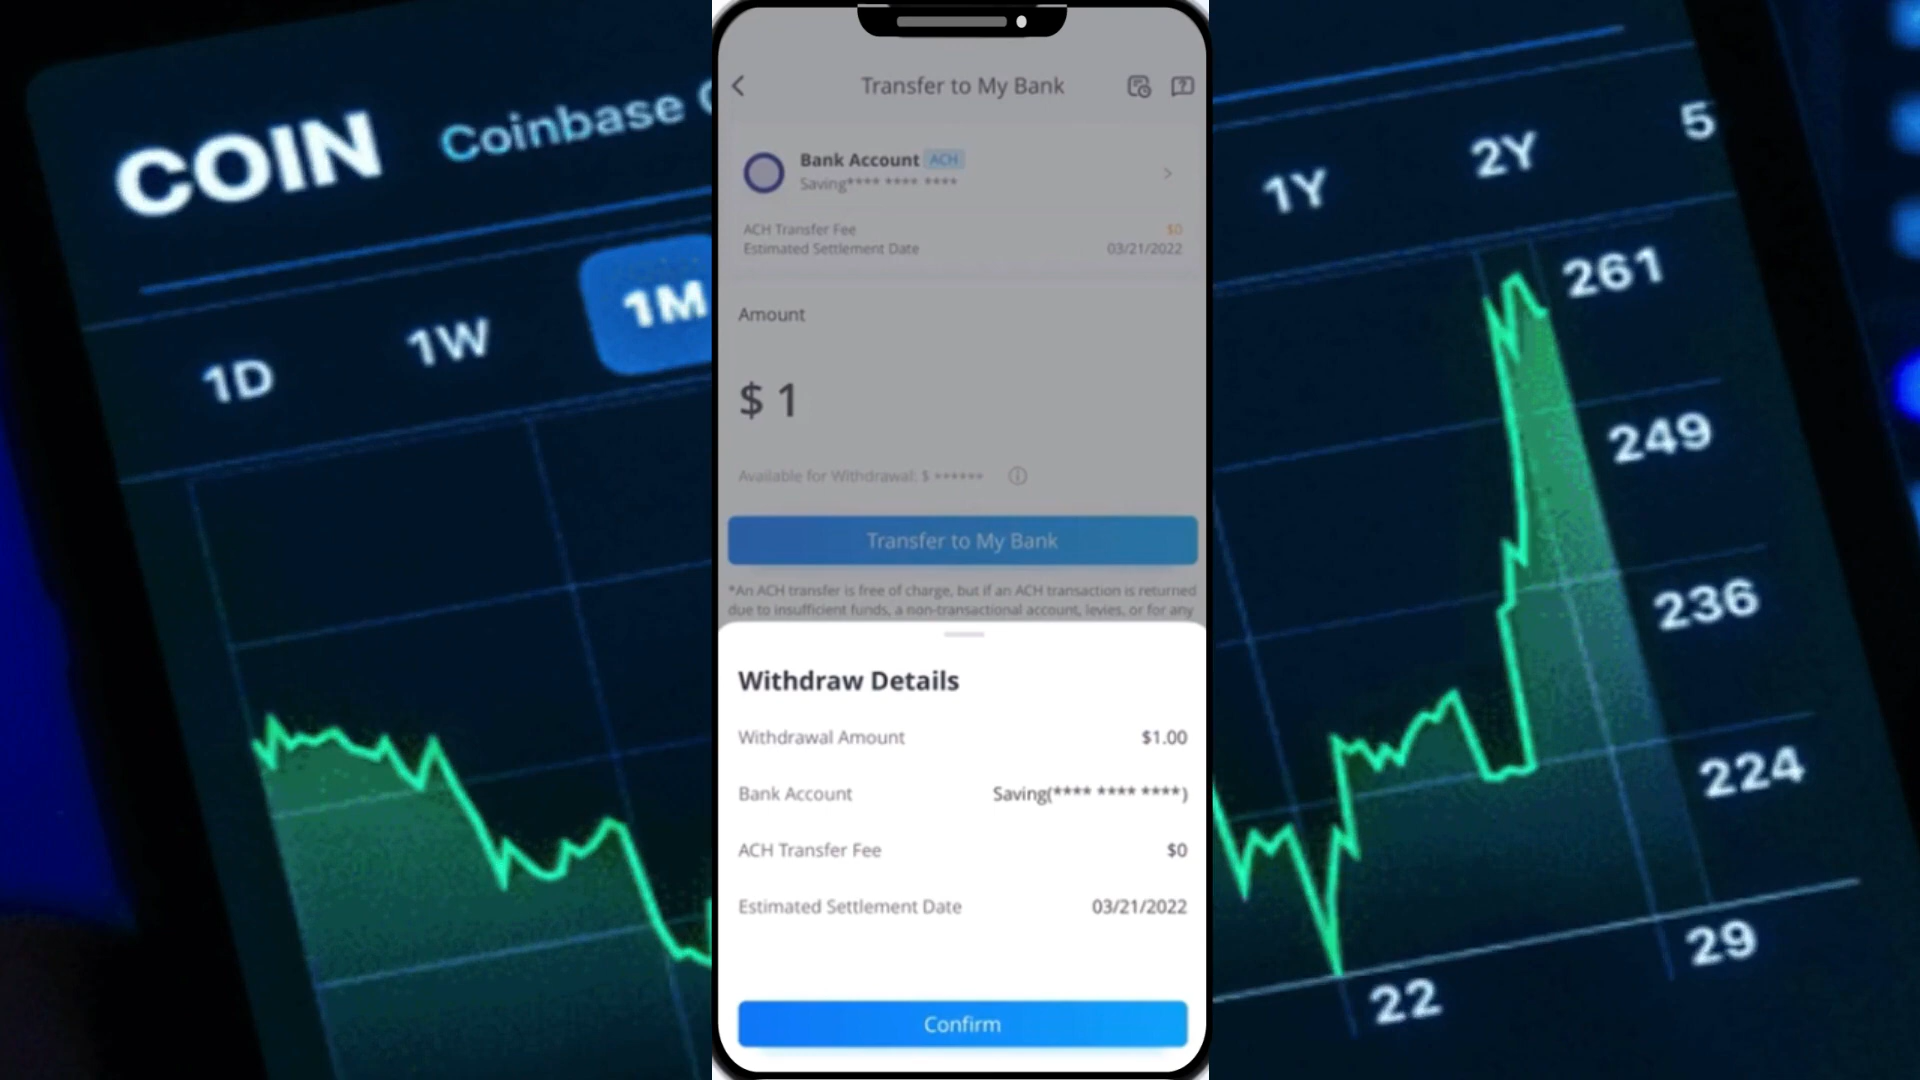 COIN Coinbase
1D 1W 1M
Transfer to My Bank
Bank Account ACH
Saving**** **** ****
ACH Transfer Fee $0
Estimated Settlement Date 03/21/2022
Amount
$ 1
Available for Withdrawal: $ ******
Transfer to My Bank
*An ACH transfer is free of charge, but if an ACH transaction is returned
due to insufficient funds, a non-transactional account, levies, or for any
Withdraw Details
Withdrawal Amount $1.00
Bank Account Saving(**** **** ****)
ACH Transfer Fee $0
Estimated Settlement Date 03/21/2022
Confirm
1Y 2Y 5
261
249
236
224
22 29